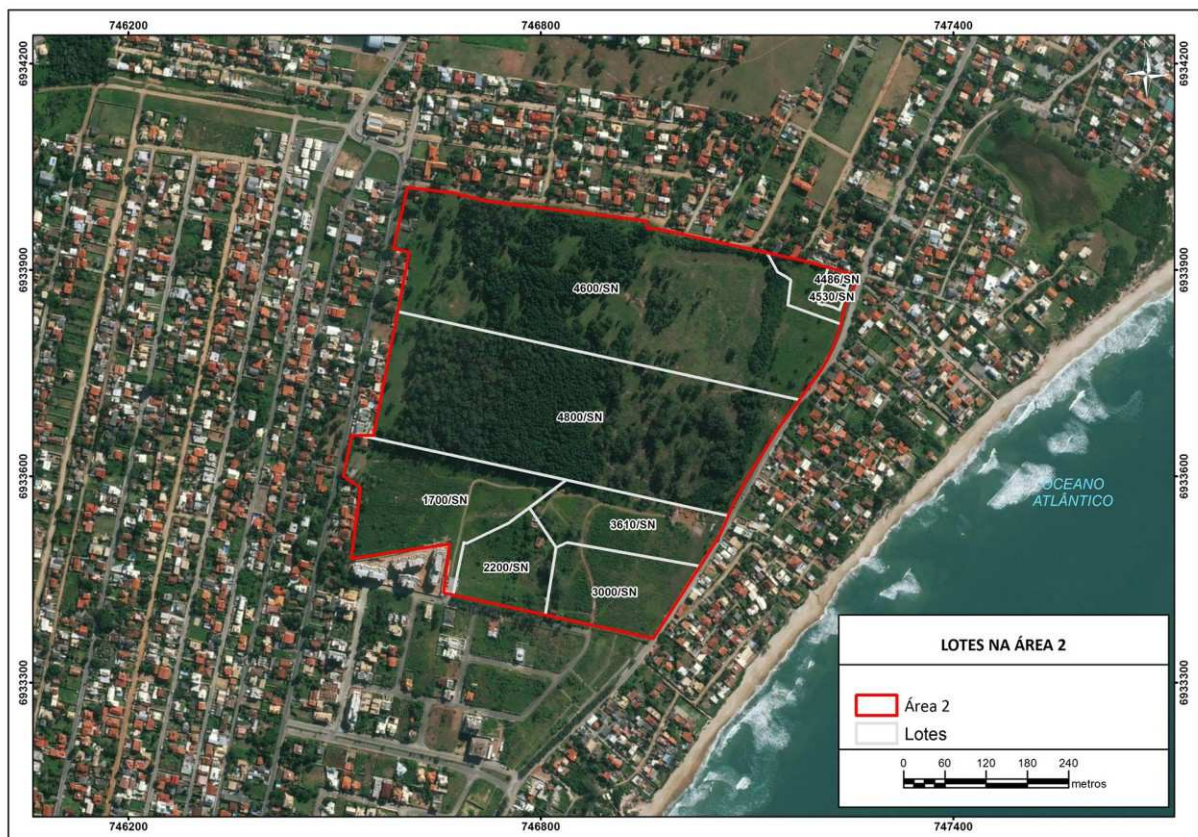 746200
746800
747400
6934200
6934200
6933900
6933900
4486/SN
4530/SN
4600/SN
4800/SN
6933600
6933600
1700/SN
3610/SN
2200/SN
3000/SN
OCEANO
ATLÂNTICO
LOTES NA ÁREA 2
6933300
6933300
Área 2
Lotes
0 60 120 180 240
metros
746200
746800
747400